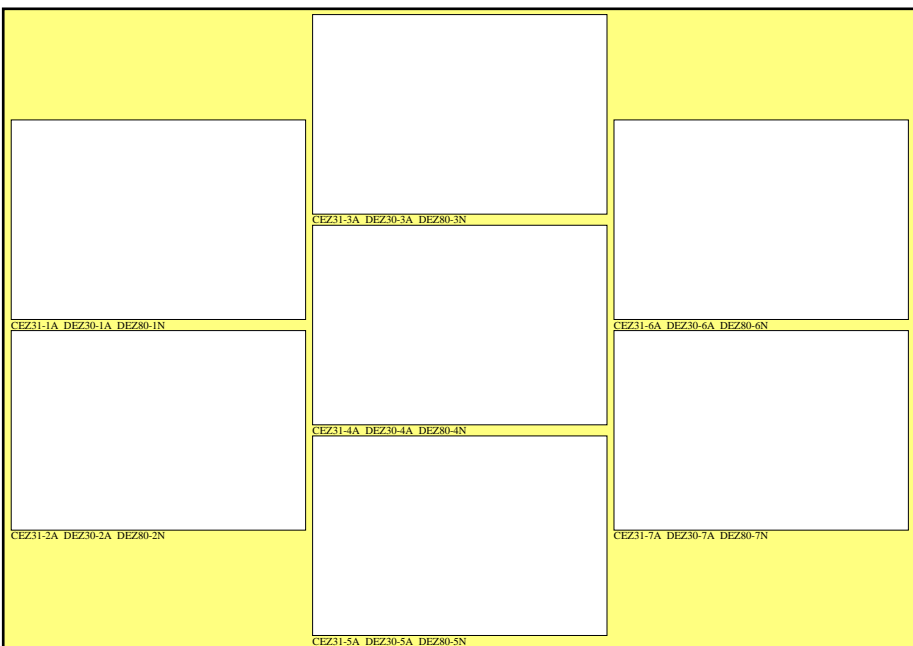 CEZ31-3A DEZ30-3A DEZ80-3N
CEZ31-1A DEZ30-1A DEZ80-1N
CEZ31-6A DEZ30-6A DEZ80-6N
CEZ31-4A DEZ30-4A DEZ80-4N
CEZ31-2A DEZ30-2A DEZ80-2N
CEZ31-7A DEZ30-7A DEZ80-7N
CEZ31-5A DEZ30-5A DEZ80-5N